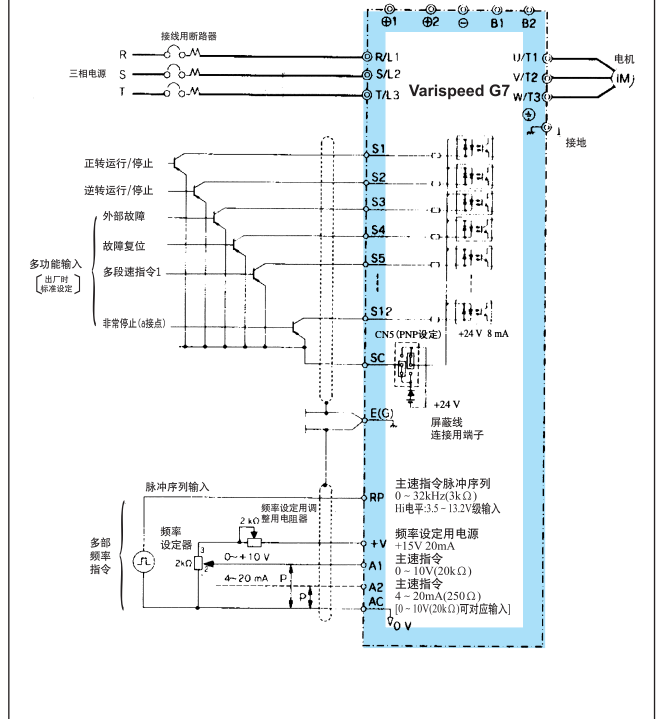 ⊕1 ⊕2 ⊖ B1 B2
接线用断路器
R R/L1 U/T1 电机
三相电源 S S/L2 V/T2 (M)
T T/L3 W/T3
Varispeed G7
接地
正转运行/停止 S1
逆转运行/停止 S2
外部故障 S3
故障复位 S4
多功能输入
出厂时
标准设定
多段速指令1 S5
非常停止(a接点) S12
CN5 (PNP设定) +24 V 8 mA
SC
+24 V
E(G)
屏蔽线
连接用端子
脉冲序列输入 RP
主速指令脉冲序列
0~32kHz(3kΩ)
Hi电平:3.5~13.2V级输入
频率设定用调
整用电阻器
2 kΩ
多部
频率
指令
频率
设定器
3
2kΩ
2
+V
频率设定用电源
+15V 20mA
0~+10 V A1
主速指令
0~10V(20kΩ)
4~20 mA P A2
主速指令
4~20mA(250Ω)
P AC
[0~10V(20kΩ)可对应输入]
0 V